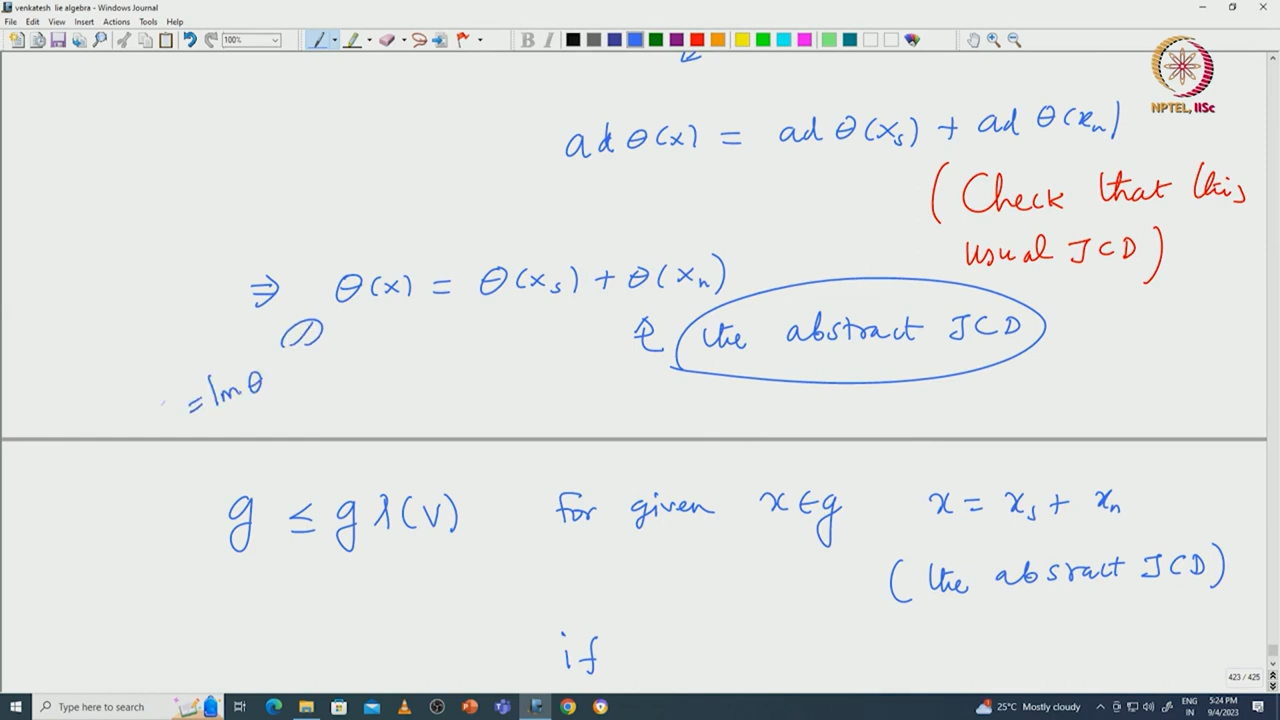 venkatesh lie algebra - Windows Journal
File Edit View Insert Actions Tools Help
100%
B I
NPTEL, IISc
ad θ(x) = ad θ(xₛ) + ad θ(xₙ)
(Check that this
usual JCD)
⇒ θ(x) = θ(xₛ) + θ(xₙ)
the abstract JCD
= Im θ
g ≤ gl(V) for given x ∈ g x = xₛ + xₙ
(the absract JCD)
if
423 / 425
Type here to search
25°C Mostly cloudy
ENG
IN
5:24 PM
9/4/2023